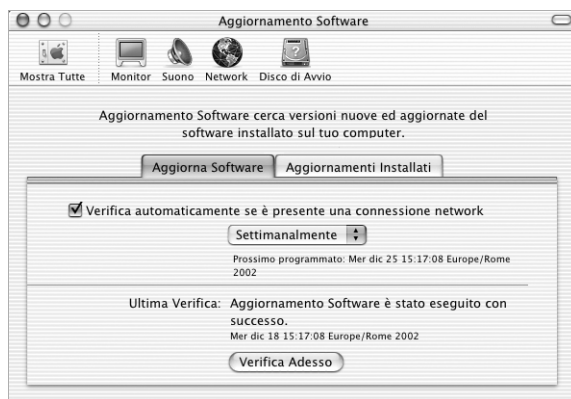 Aggiornamento Software
Mostra Tutte Monitor Suono Network Disco di Avvio
Aggiornamento Software cerca versioni nuove ed aggiornate del
software installato sul tuo computer.
Aggiorna Software Aggiornamenti Installati
Verifica automaticamente se è presente una connessione network
Settimanalmente
Prossimo programmato: Mer dic 25 15:17:08 Europe/Rome
2002
Ultima Verifica: Aggiornamento Software è stato eseguito con
successo.
Mer dic 18 15:17:08 Europe/Rome 2002
Verifica Adesso